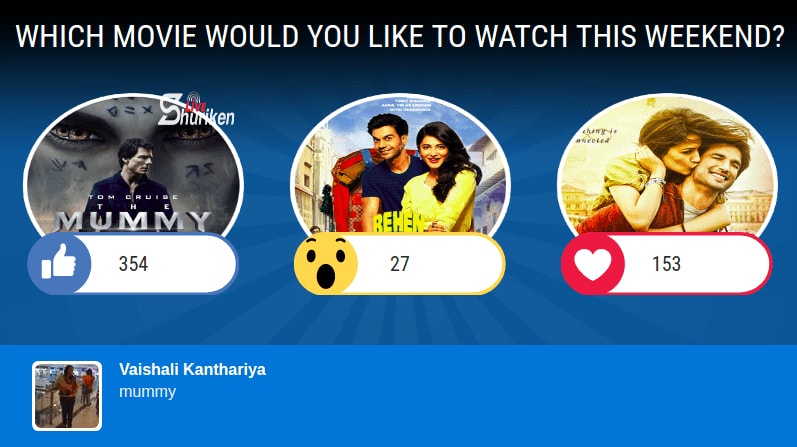 WHICH MOVIE WOULD YOU LIKE TO WATCH THIS WEEKEND?
LIVE
Shuriken
TOM CRUISE
THE
MUMMY
BEHEN
354
27
153
Vaishali Kanthariya
mummy